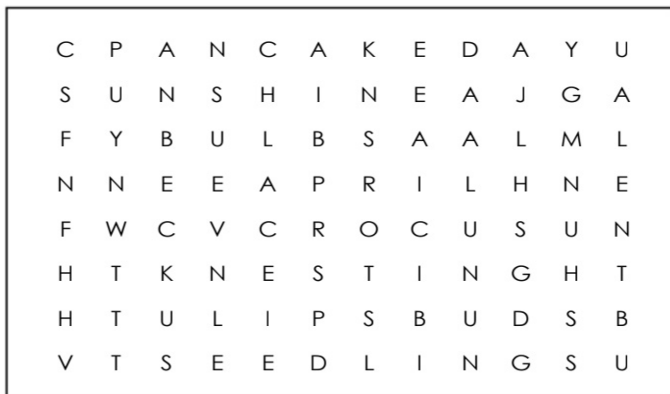 C P A N C A K E D A Y U
S U N S H I N E A J G A
F Y B U L B S A A L M L
N N E E A P R I L H N E
F W C V C R O C U S U N
H T K N E S T I N G H T
H T U L I P S B U D S B
V T S E E D L I N G S U